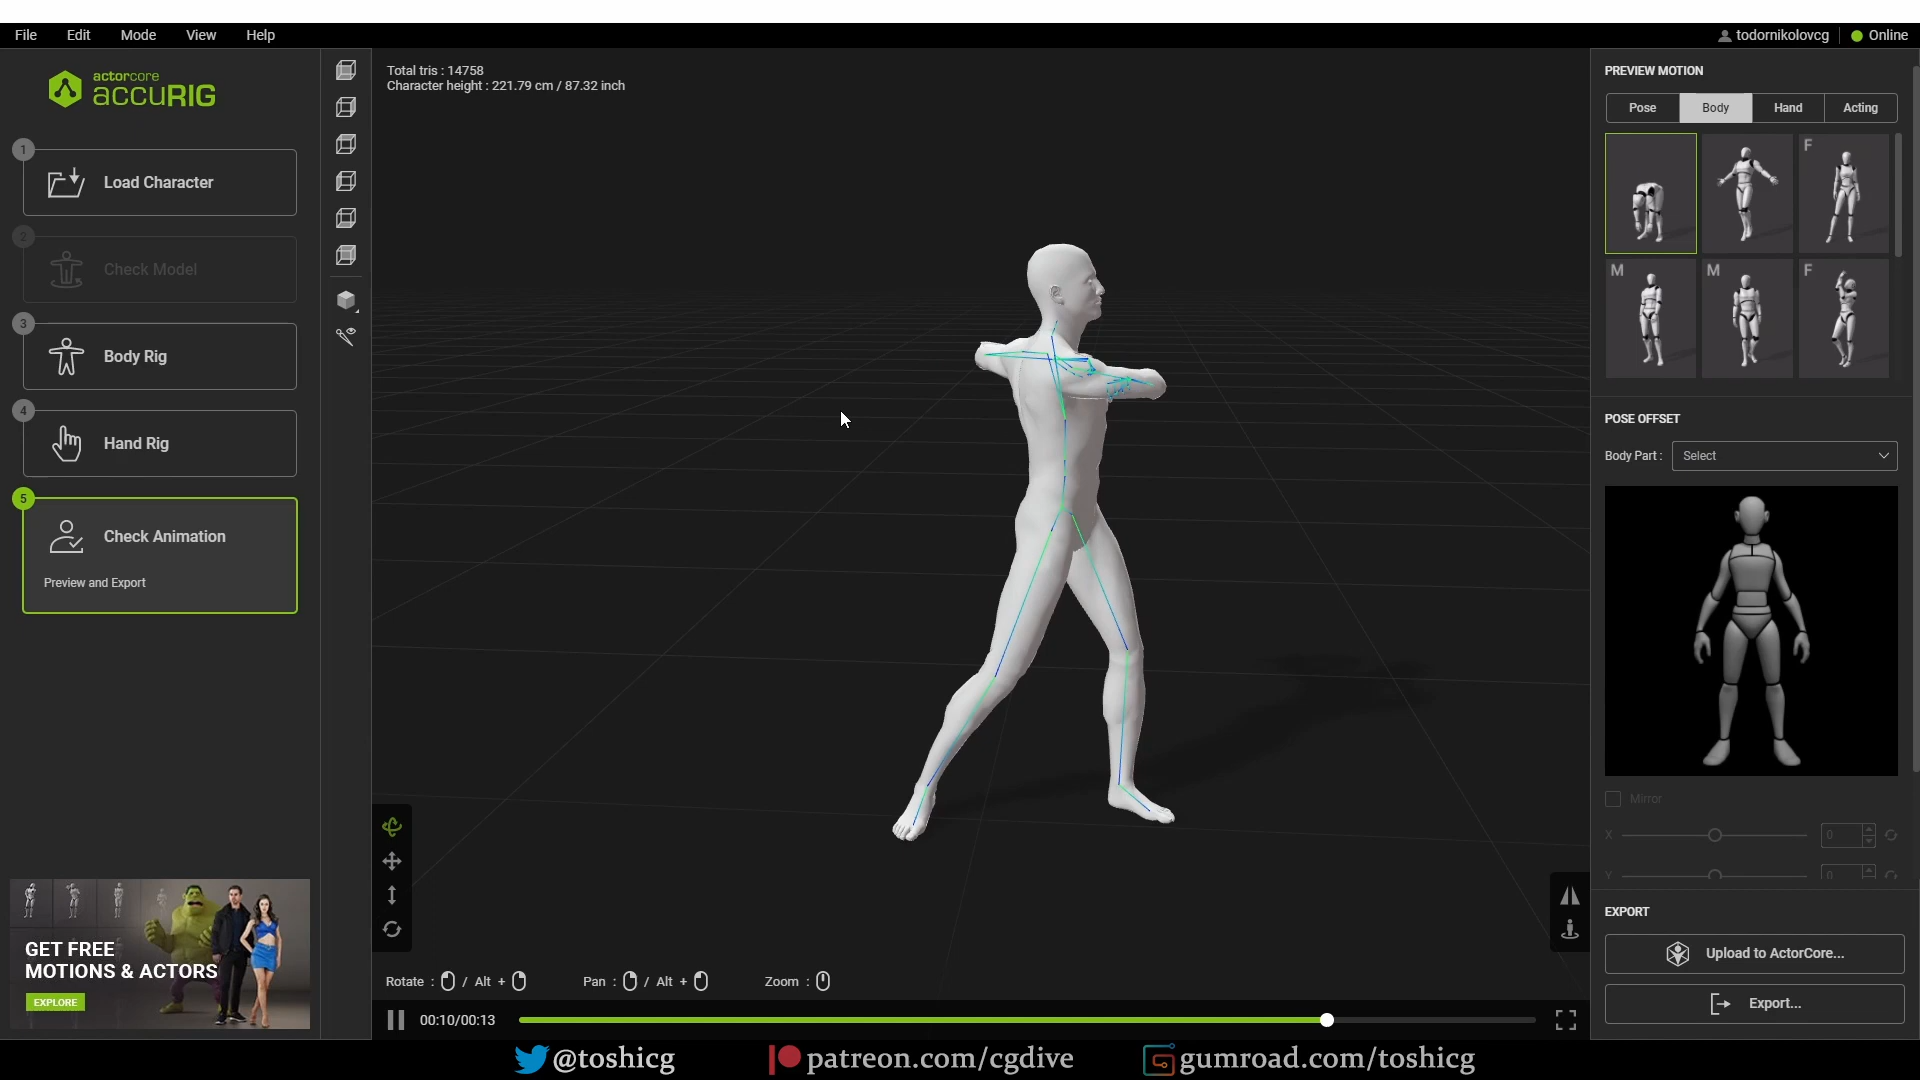 File Edit Mode View Help
todornikolovcg Online
actorcore
accuRIG
1
Load Character
2
Check Model
3
Body Rig
4
Hand Rig
5
Check Animation
Preview and Export
GET FREE
MOTIONS & ACTORS
EXPLORE
Total tris : 14758
Character height : 221.79 cm / 87.32 inch
Rotate : / Alt + Pan : / Alt + Zoom :
00:10/00:13
PREVIEW MOTION
Pose Body Hand Acting
F
M M F
POSE OFFSET
Body Part : Select
Mirror
X 0
Y 0
EXPORT
Upload to ActorCore...
Export...
@toshicg patreon.com/cgdive gumroad.com/toshicg